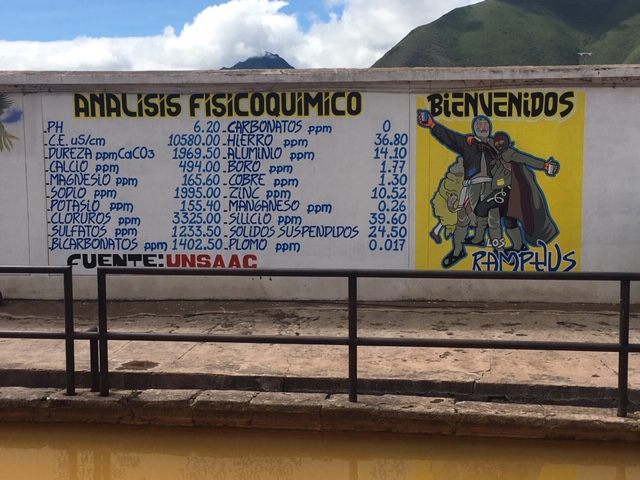 ANALISIS FISICOQUIMICO
PH 6.20
C.E. uS/cm 10580.00
DUREZA ppmCaCO3 1969.50
CALCIO ppm 494.00
MAGNESIO ppm 165.60
SODIO ppm 1995.00
POTASIO ppm 155.40
CLORUROS ppm 3325.00
SULFATOS ppm 1233.50
BICARBONATOS ppm 1402.50
CARBONATOS ppm 0
HIERRO ppm 36.80
ALUMINIO ppm 14.10
BORO ppm 1.77
COBRE ppm 1.30
ZINC ppm 10.52
MANGANESO ppm 0.26
SILICIO ppm 39.60
SOLIDOS SUSPENDIDOS 24.50
PLOMO ppm 0.017
FUENTE: UNSAAC
BIENVENIDOS
LOS
RAMPHUS